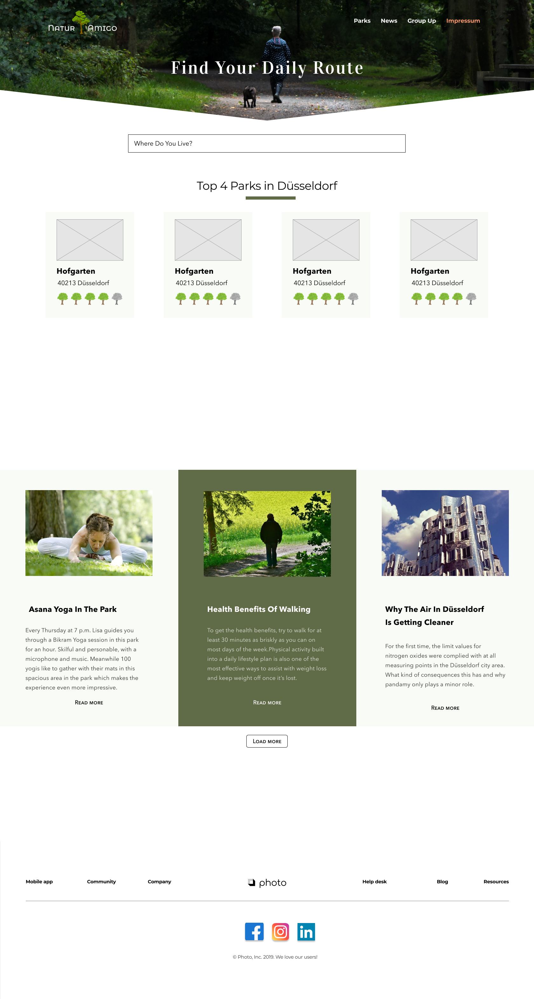 Natur Amigo
Parks News Group Up Impressum
Find Your Daily Route
Where Do You Live?
Top 4 Parks in Düsseldorf
Hofgarten
40213 Düsseldorf
Hofgarten
40213 Düsseldorf
Hofgarten
40213 Düsseldorf
Hofgarten
40213 Düsseldorf
Asana Yoga In The Park
Every Thursday at 7 p.m. Lisa guides you
through a Bikram Yoga session in this park
for an hour. Skilful and personable, with a
microphone and music. Meanwhile 100
yogis like to gather with their mats in this
spacious area in the park which makes the
experience even more impressive.
Read more
Health Benefits Of Walking
To get the health benefits, try to walk for at
least 30 minutes as briskly as you can on
most days of the week.Physical activity built
into a daily lifestyle plan is also one of the
most effective ways to assist with weight loss
and keep weight off once it’s lost.
Read more
Why The Air In Düsseldorf
Is Getting Cleaner
For the first time, the limit values for
nitrogen oxides were complied with at all
measuring points in the Düsseldorf city area.
What kind of consequences this has and why
pandamy only plays a minor role.
Read more
Load more
Mobile app Community Company photo Help desk Blog Resources
f in
© Photo, Inc. 2019. We love our users!